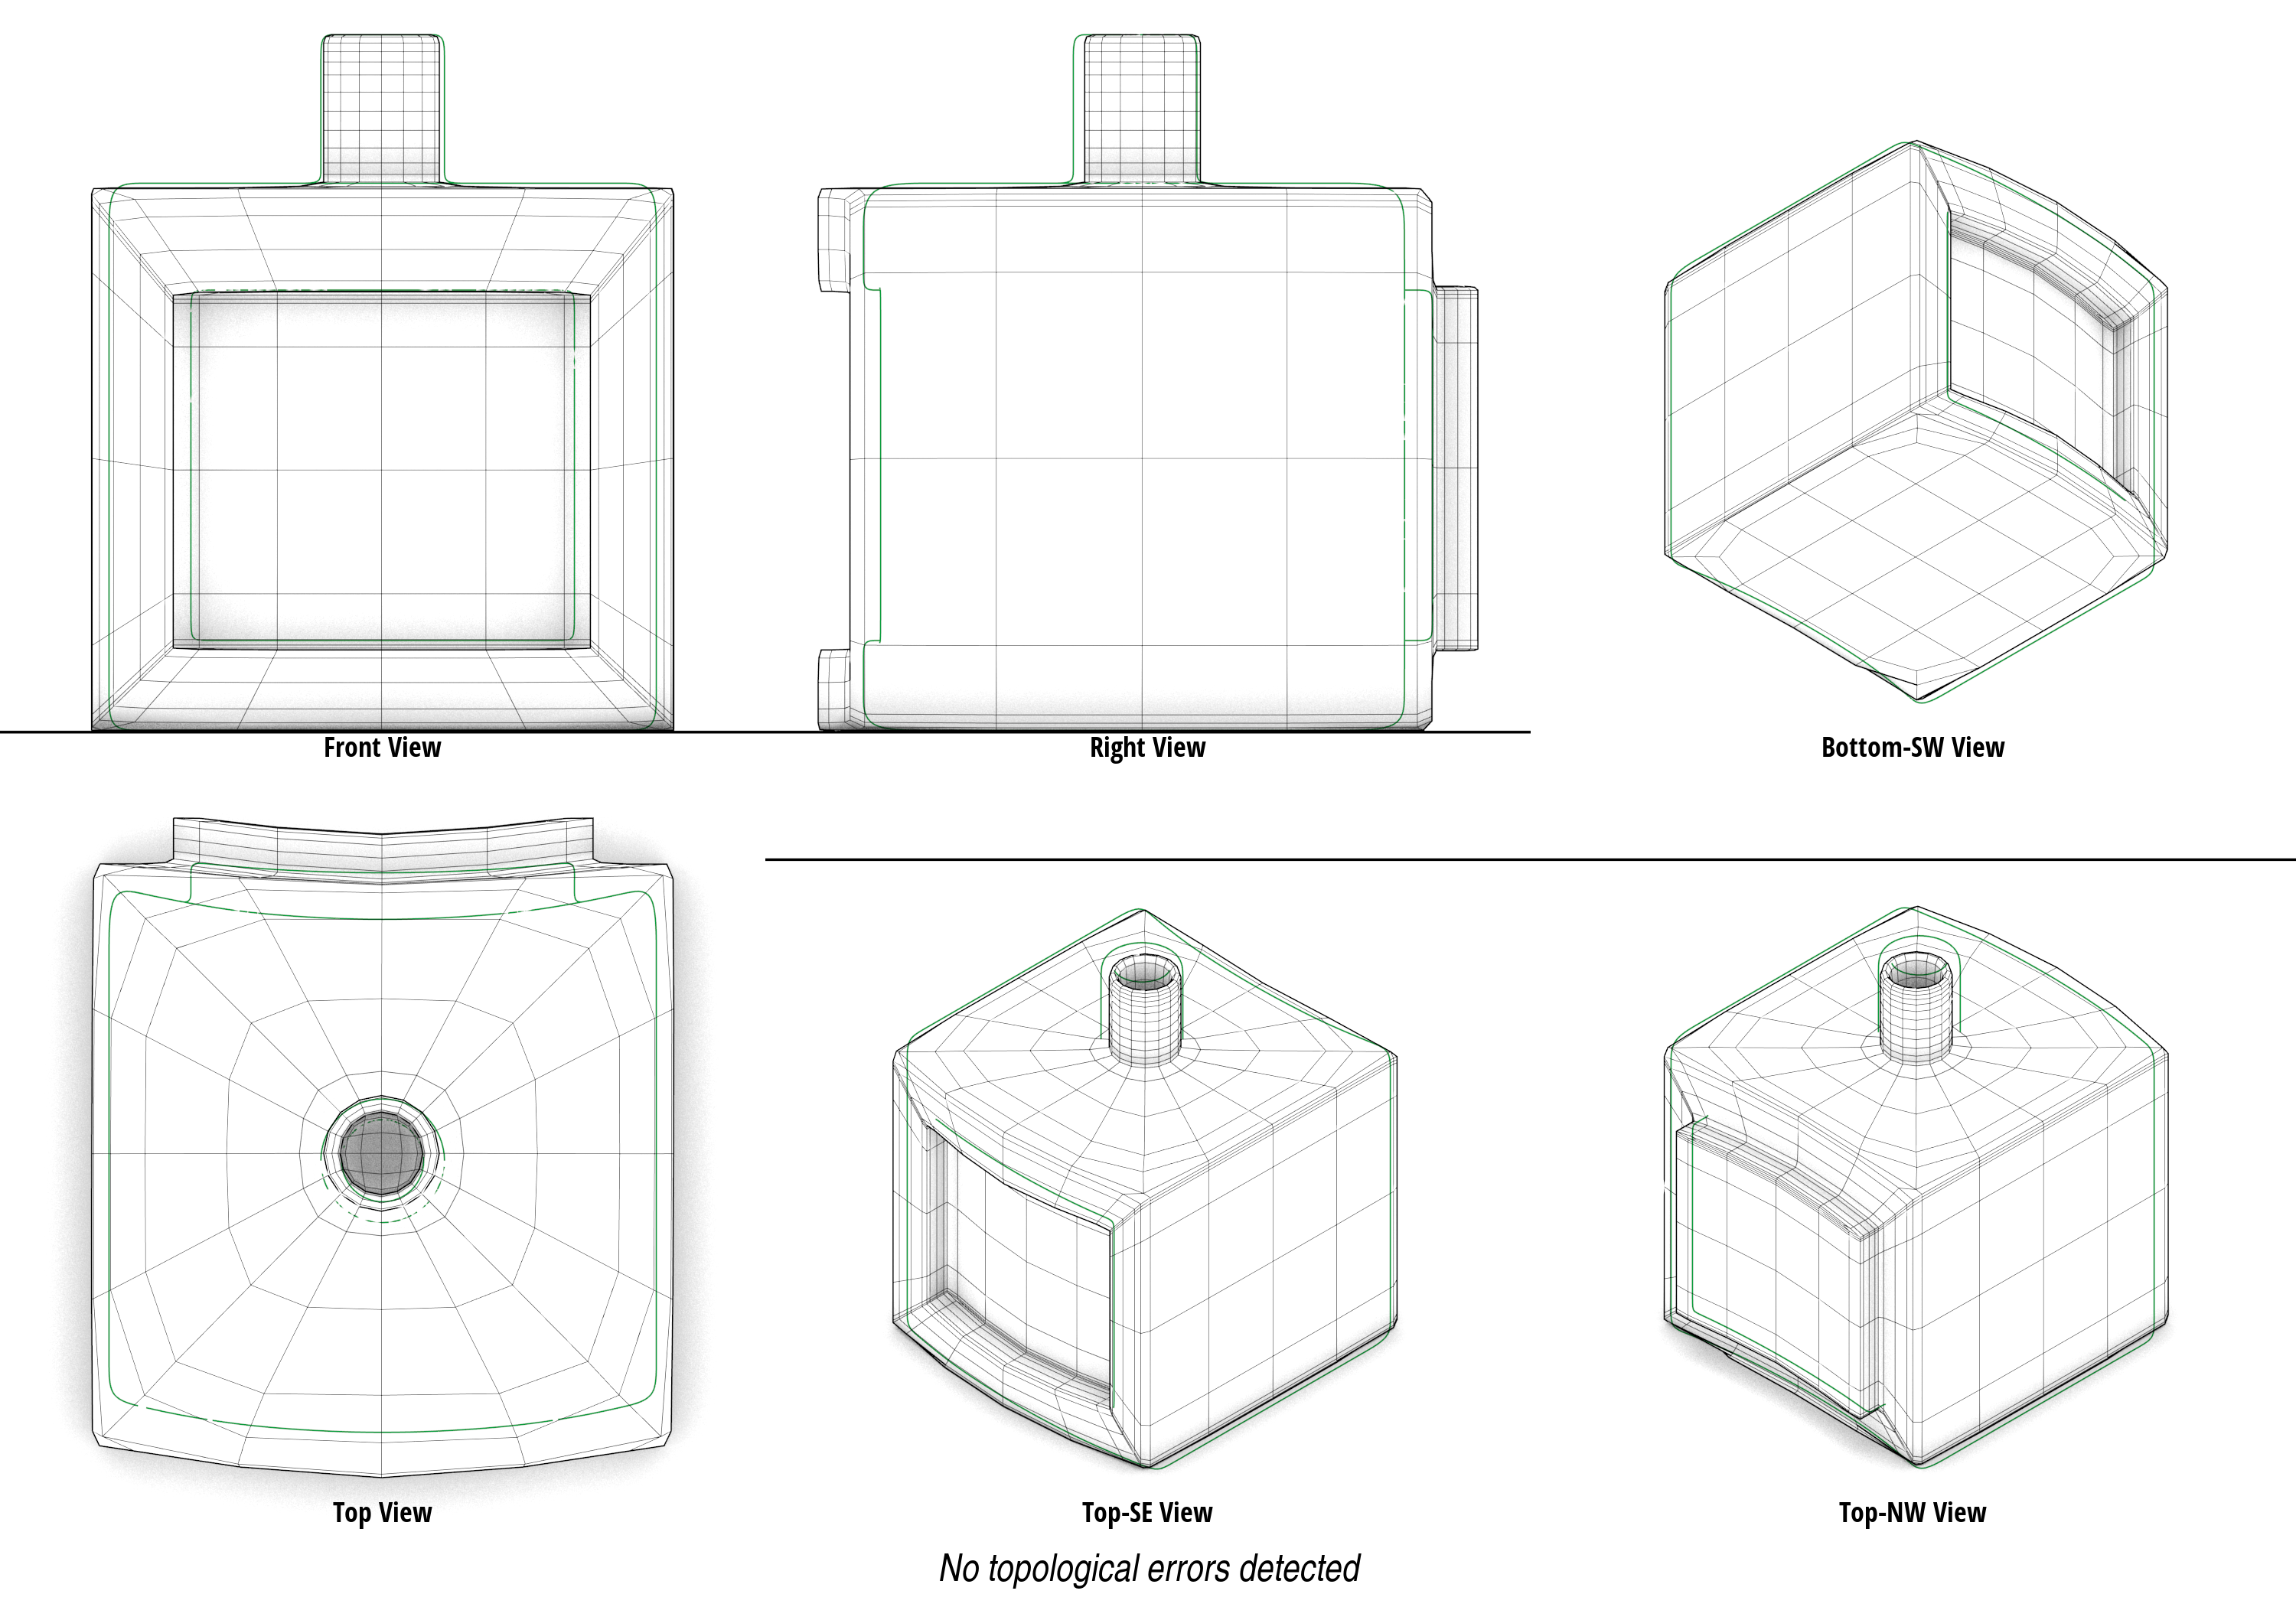 Front View
Right View
Bottom-SW View
Top View
Top-SE View
Top-NW View
No topological errors detected